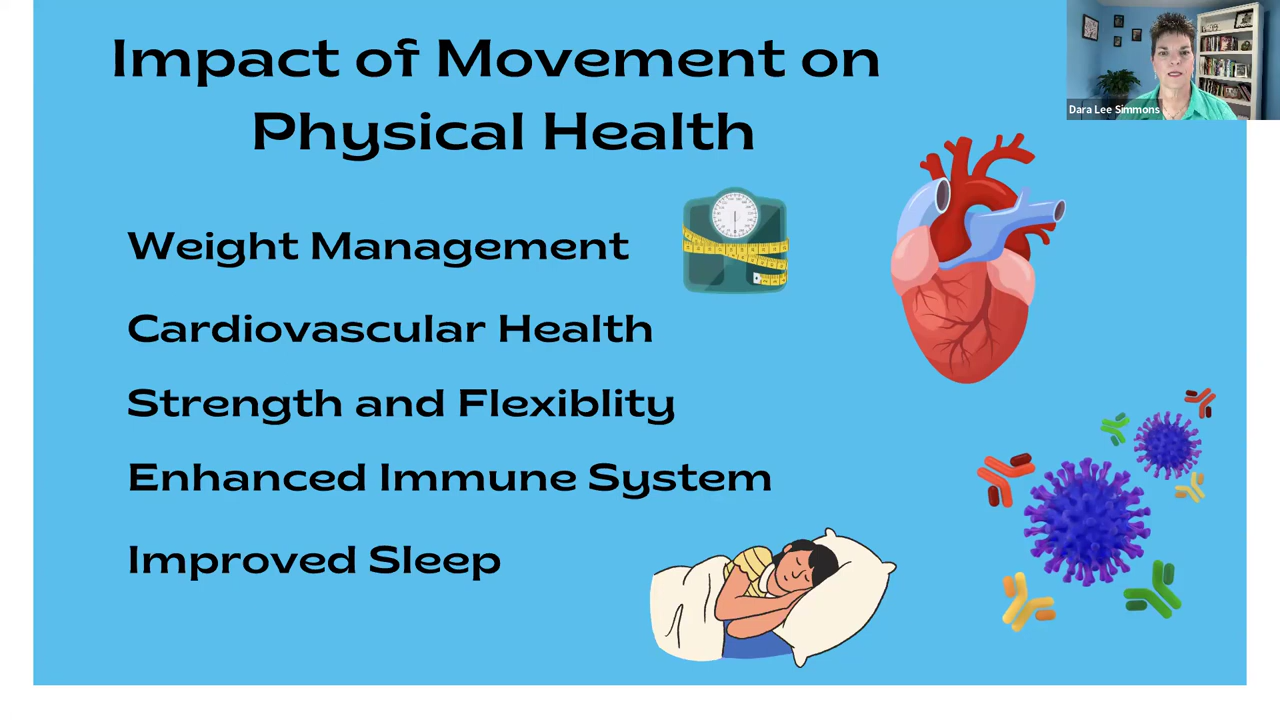 Impact of Movement on
Physical Health
Dara Lee Simmons
Weight Management
Cardiovascular Health
Strength and Flexiblity
Enhanced Immune System
Improved Sleep